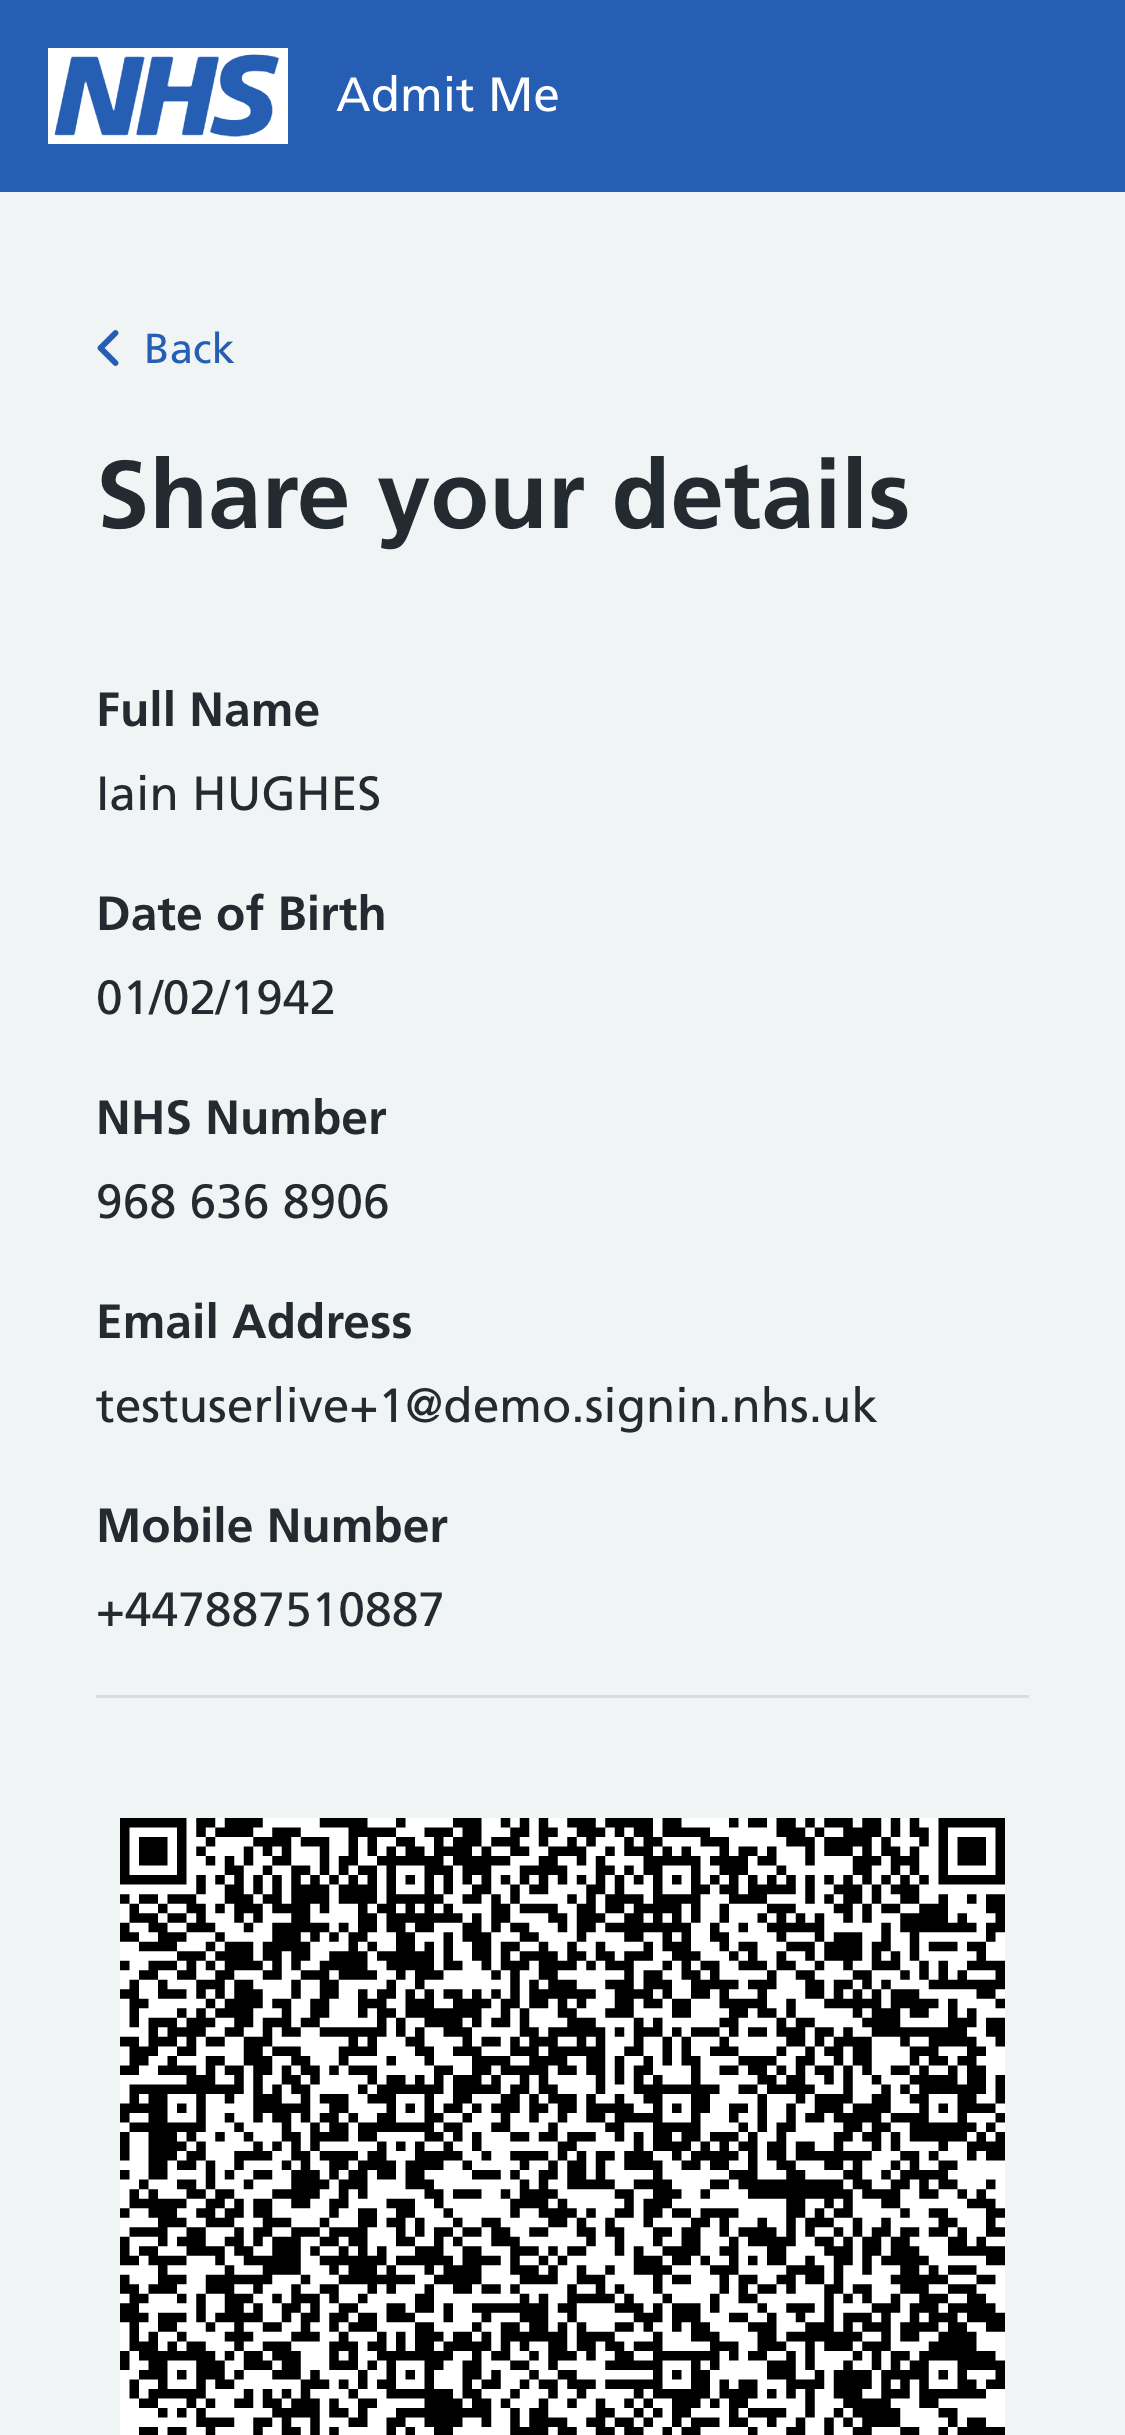 NHS Admit Me
Back
Share your details
Full Name
Iain HUGHES
Date of Birth
01/02/1942
NHS Number
968 636 8906
Email Address
testuserlive+1@demo.signin.nhs.uk
Mobile Number
+447887510887